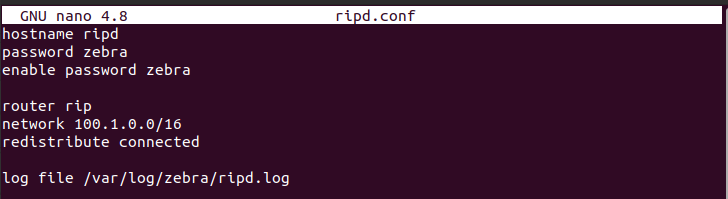 GNU nano 4.8 ripd.conf
hostname ripd
password zebra
enable password zebra
router rip
network 100.1.0.0/16
redistribute connected
log file /var/log/zebra/ripd.log